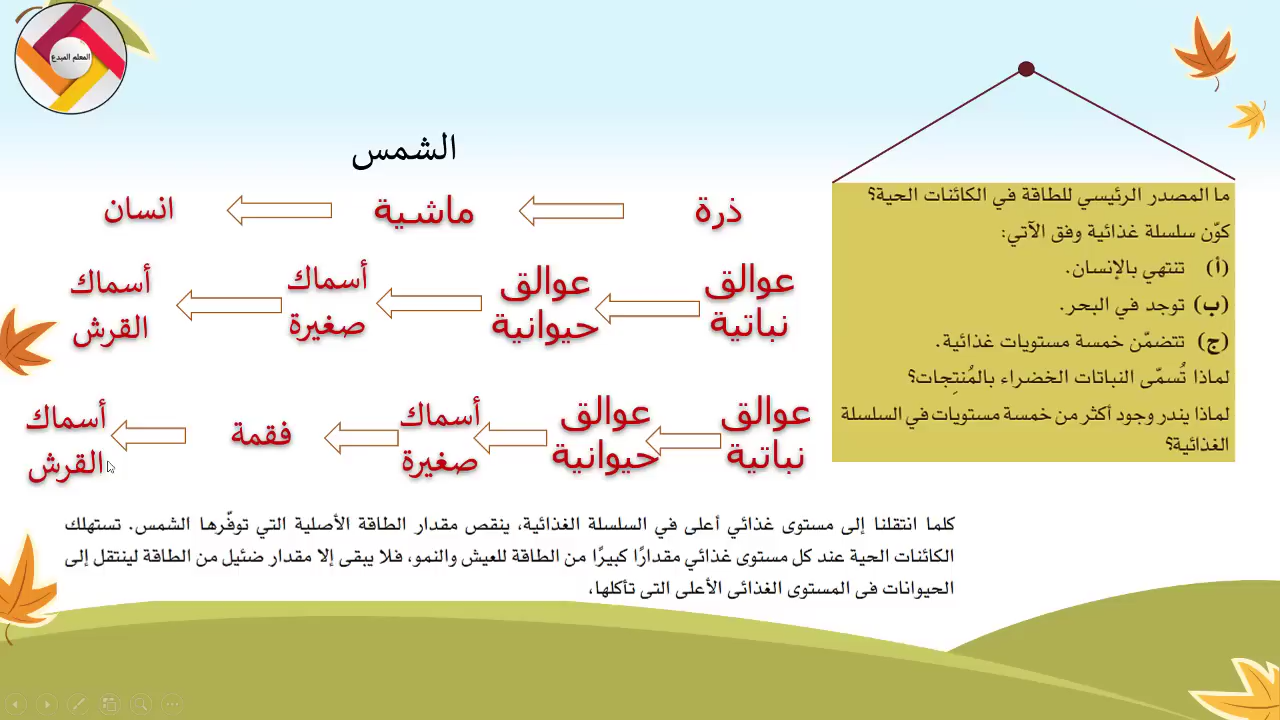 المعلم المبدع
ما المصدر الرئيسي للطاقة في الكائنات الحية؟
كوّن سلسلة غذائية وفق الآتي:
(أ) تنتهي بالإنسان.
(ب) توجد في البحر.
(ج) تتضمّن خمسة مستويات غذائية.
لماذا تُسمّى النباتات الخضراء بالمُنتِجات؟
لماذا يندر وجود أكثر من خمسة مستويات في السلسلة
الغذائية؟
الشمس
ذرة ماشية انسان
عوالق نباتية عوالق حيوانية أسماك صغيرة أسماك القرش
عوالق نباتية عوالق حيوانية أسماك صغيرة فقمة أسماك القرش
كلما انتقلنا إلى مستوى غذائي أعلى في السلسلة الغذائية، ينقص مقدار الطاقة الأصلية التي توفّرها الشمس. تستهلك
الكائنات الحية عند كل مستوى غذائي مقدارًا كبيرًا من الطاقة للعيش والنمو، فلا يبقى إلا مقدار ضئيل من الطاقة لينتقل إلى
الحيوانات في المستوى الغذائي الأعلى التي تأكلها،